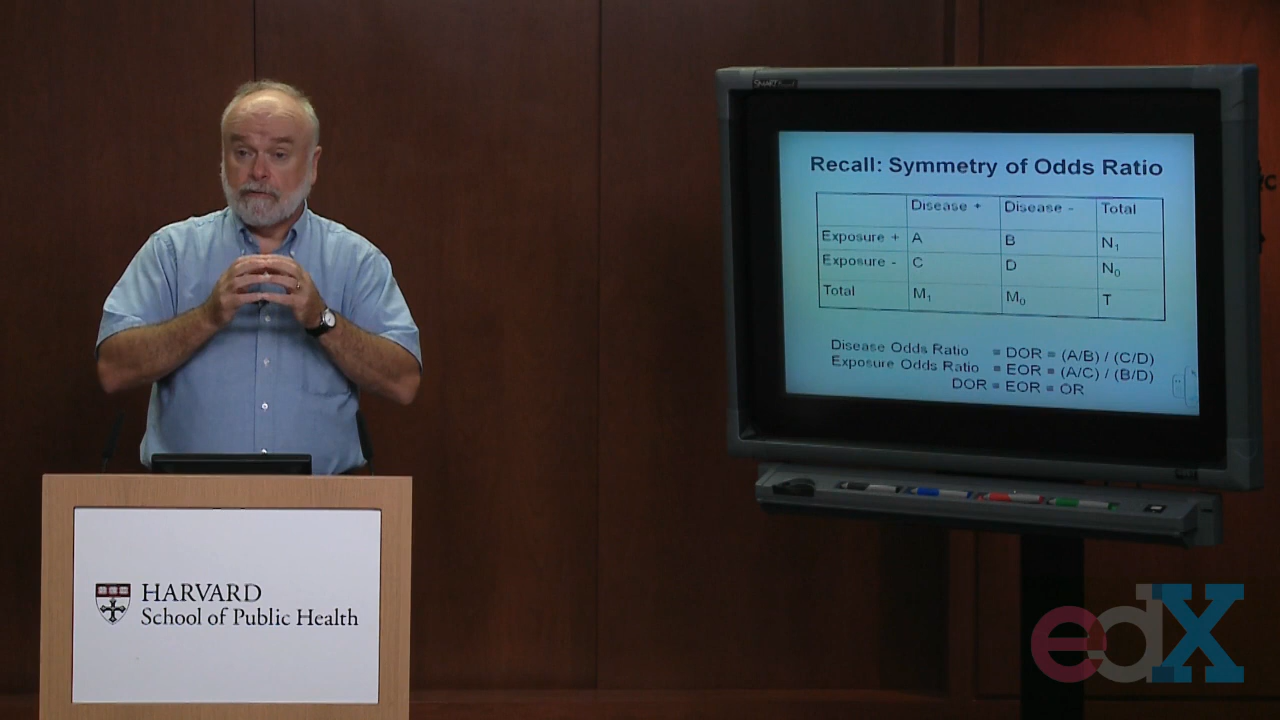 SMART
Recall: Symmetry of Odds Ratio
Disease + Disease - Total
Exposure + A B N₁
Exposure - C D N₀
Total M₁ M₀ T
Disease Odds Ratio = DOR = (A/B) / (C/D)
Exposure Odds Ratio = EOR = (A/C) / (B/D)
DOR = EOR = OR
HARVARD
School of Public Health
edX